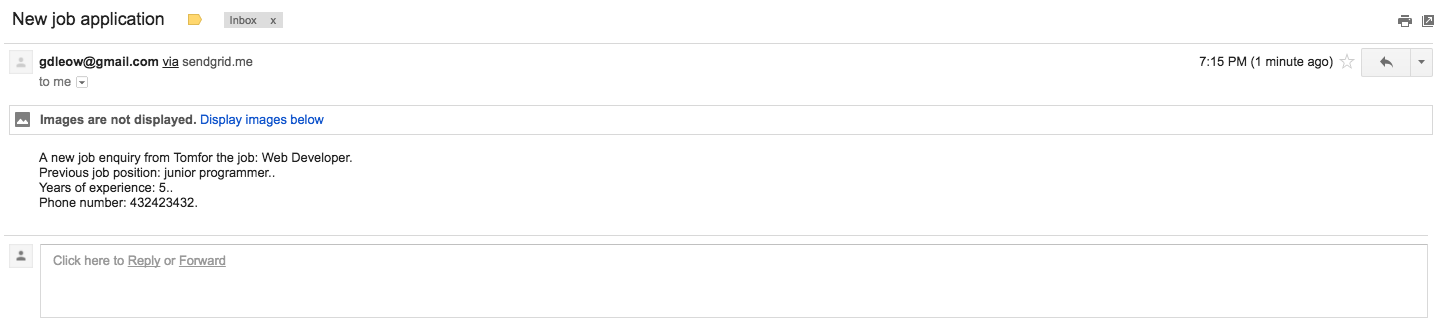 New job application Inbox x
gdleow@gmail.com via sendgrid.me 7:15 PM (1 minute ago)
to me
Images are not displayed. Display images below
A new job enquiry from Tomfor the job: Web Developer.
Previous job position: junior programmer..
Years of experience: 5..
Phone number: 432423432.
Click here to Reply or Forward